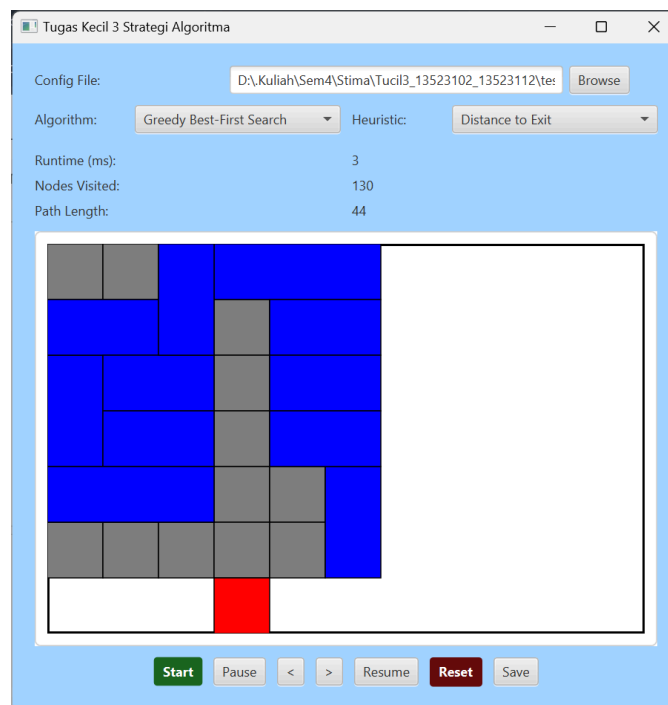 Tugas Kecil 3 Strategi Algoritma
Config File: D:\.Kuliah\Sem4\Stima\Tucil3_13523102_13523112\tes Browse
Algorithm: Greedy Best-First Search Heuristic: Distance to Exit
Runtime (ms): 3
Nodes Visited: 130
Path Length: 44
Start Pause < > Resume Reset Save